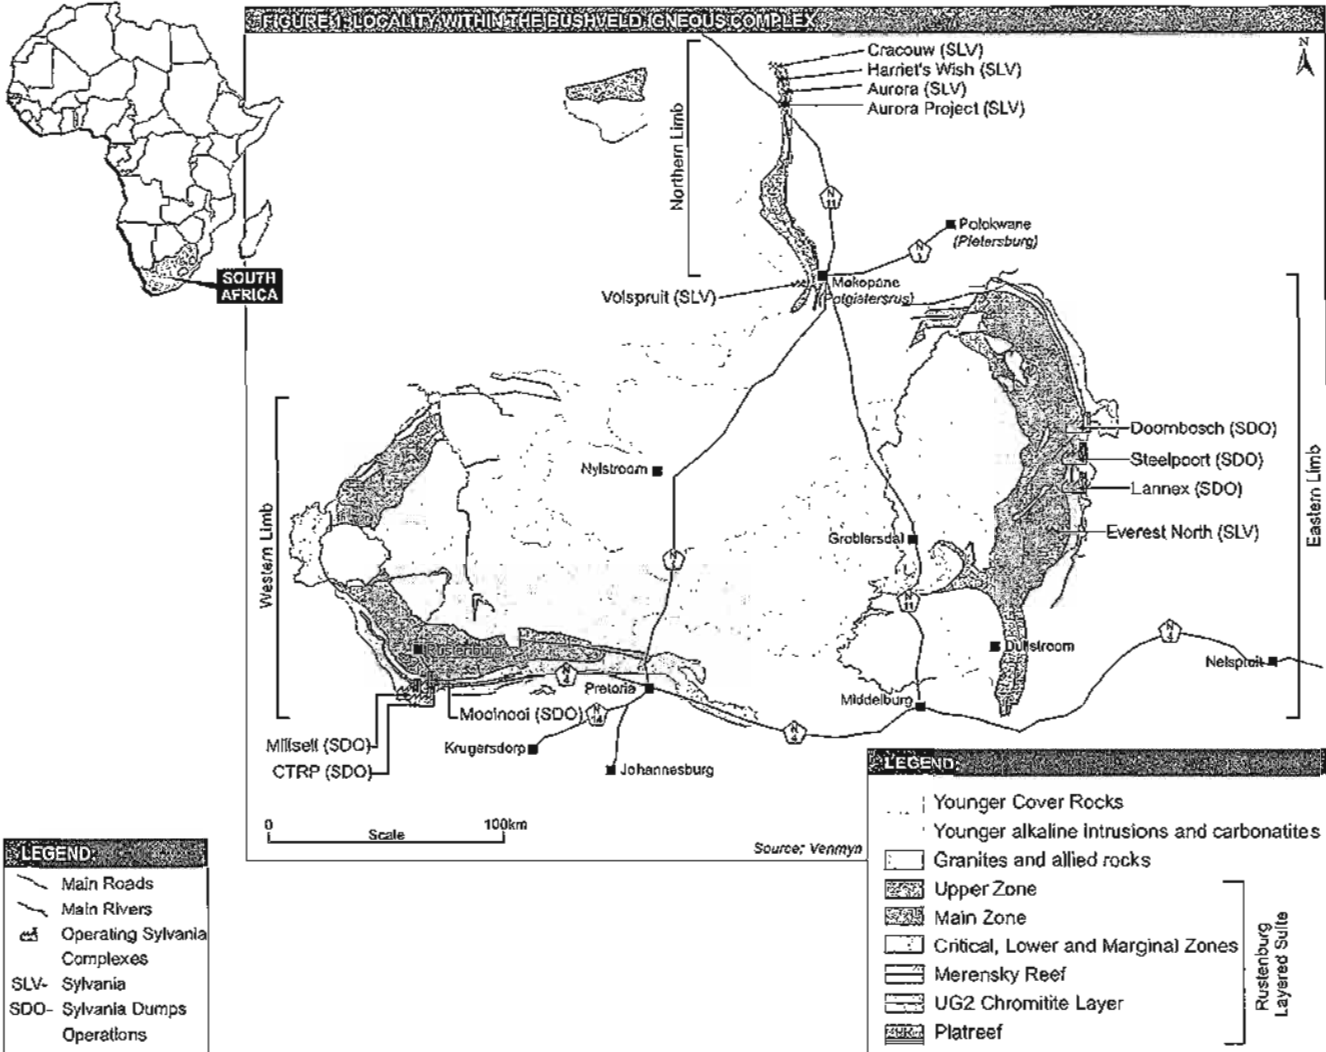 FIGURE 1: LOCALITY WITHIN THE BUSHVELD IGNEOUS COMPLEX
N
Cracouw (SLV)
Harriet's Wish (SLV)
Aurora (SLV)
Aurora Project (SLV)
Northern Limb
N
11
Polokwane
(Pietersburg)
N
1
SOUTH
AFRICA
Mokopane
(Potgietersrus)
Volspruit (SLV)
Doornbosch (SDO)
Steelpoort (SDO)
Lannex (SDO)
Everest North (SLV)
Eastern Limb
Nylstroom
Western Limb
Groblersdal
N
N
11
Rustenburg
Dullstroom
N
4
Nelspruit
N
4
Pretoria
Middelburg
Mooinooi (SDO)
N
14
N
4
Millsell (SDO)
CTRP (SDO)
Krugersdorp
Johannesburg
0
100km
Scale
Source: Venmyn
LEGEND:
Younger Cover Rocks
Younger alkaline intrusions and carbonatites
Granites and allied rocks
Upper Zone
Main Zone
Critical, Lower and Marginal Zones
Merensky Reef
UG2 Chromitite Layer
Platreef
Rustenburg
Layered Suite
LEGEND:
Main Roads
Main Rivers
Operating Sylvania
Complexes
SLV- Sylvania
SDO- Sylvania Dumps
Operations